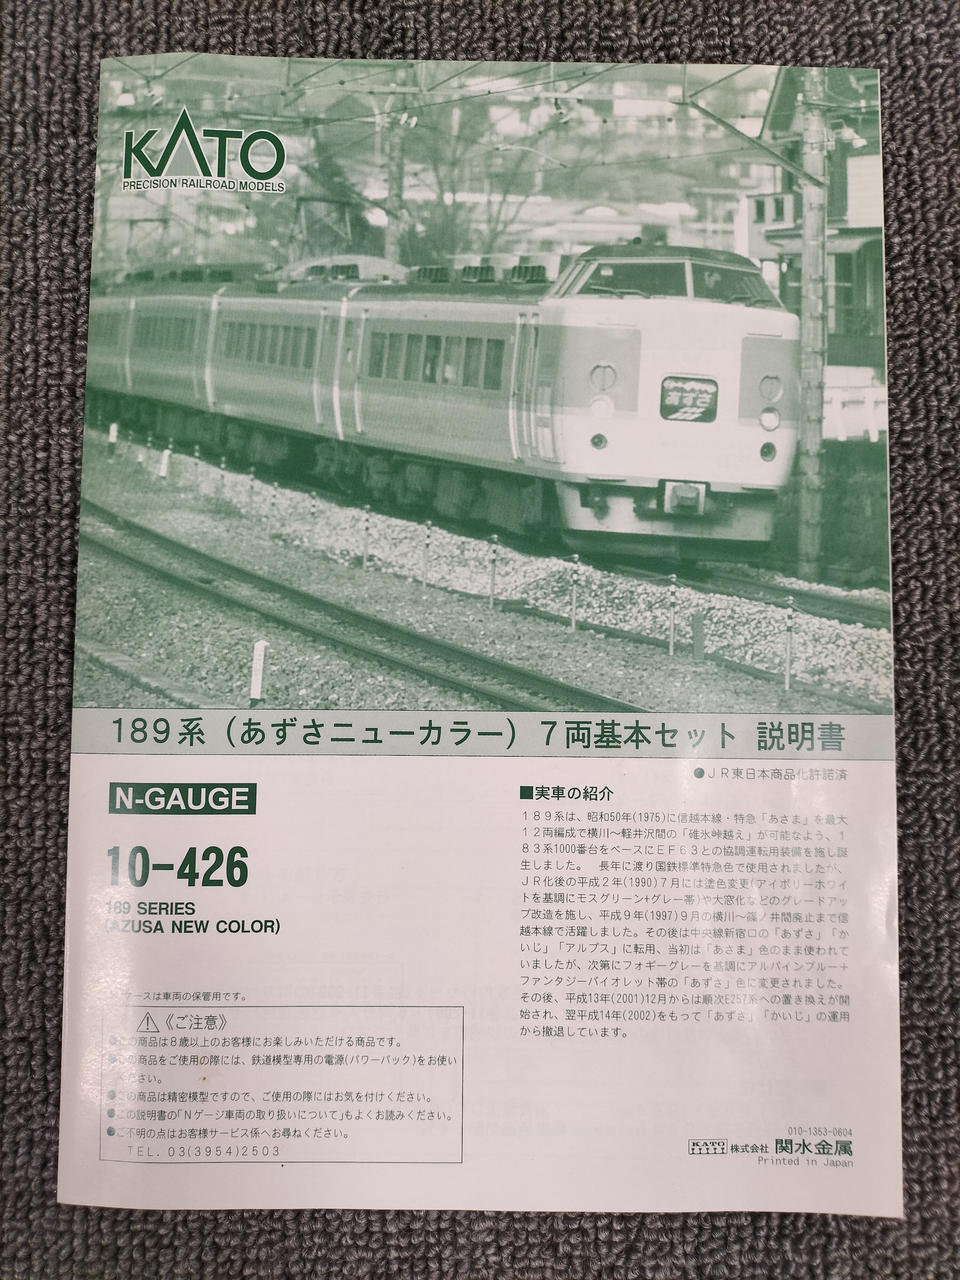 KATO
PRECISION RAILROAD MODELS
あずさ
189系（あずさニューカラー）7両基本セット 説明書
●JR東日本商品化許諾済
N-GAUGE
10-426
189 SERIES
(AZUSA NEW COLOR)
■実車の紹介
189系は、昭和50年(1975)に信越本線・特急「あさま」を最大
12両編成で横川〜軽井沢間の「碓氷峠越え」が可能なよう、1
83系1000番台をベースにEF63との協調運転用装備を施し誕
生しました。 長年に渡り国鉄標準特急色で使用されましたが、
JR化後の平成2年(1990)7月には塗色変更(アイボリーホワイ
トを基調にモスグリーン+グレー帯)や大窓化などのグレードアッ
プ改造を施し、平成9年(1997)9月の横川〜篠ノ井間廃止まで信
越本線で活躍しました。その後は中央線新宿口の「あずさ」「か
いじ」「アルプス」に転用、当初は「あさま」色のまま使われて
いましたが、次第にフォギーグレーを基調にアルパインブルー+
ファンタジーバイオレット帯の「あずさ」色に変更されました。
その後、平成13年(2001)12月からは順次E257系への置き換えが開
始され、翌平成14年(2002)をもって「あずさ」「かいじ」の運用
から撤退しています。
ケースは車両の保管用です。
《ご注意》
●この商品は8歳以上のお客様にお楽しみいただける商品です。
●この商品をご使用の際には、鉄道模型専用の電源(パワーパック)をお使い
ださい。
●この商品は精密模型ですので、ご使用の際にはお気を付けください。
●この説明書の「Nゲージ車両の取り扱いについて」もよくお読みください。
●ご不明の点はお客様サービス係へお尋ねください。
TEL. 03(3954)2503
010-1353-0604
KATO 株式会社 関水金属
Printed in Japan